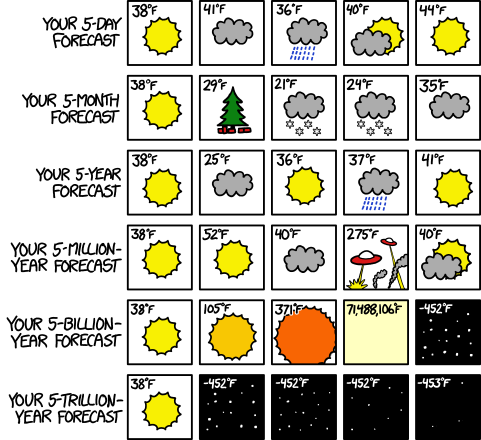 YOUR 5-DAY
FORECAST
38°F
41°F
36°F
40°F
44°F
YOUR 5-MONTH
FORECAST
38°F
29°F
21°F
24°F
35°F
YOUR 5-YEAR
FORECAST
38°F
25°F
36°F
37°F
41°F
YOUR 5-MILLION-
YEAR FORECAST
38°F
52°F
40°F
275°F
40°F
YOUR 5-BILLION-
YEAR FORECAST
38°F
105°F
371°F
71,488,106°F
-452°F
YOUR 5-TRILLION-
YEAR FORECAST
38°F
-452°F
-452°F
-452°F
-453°F